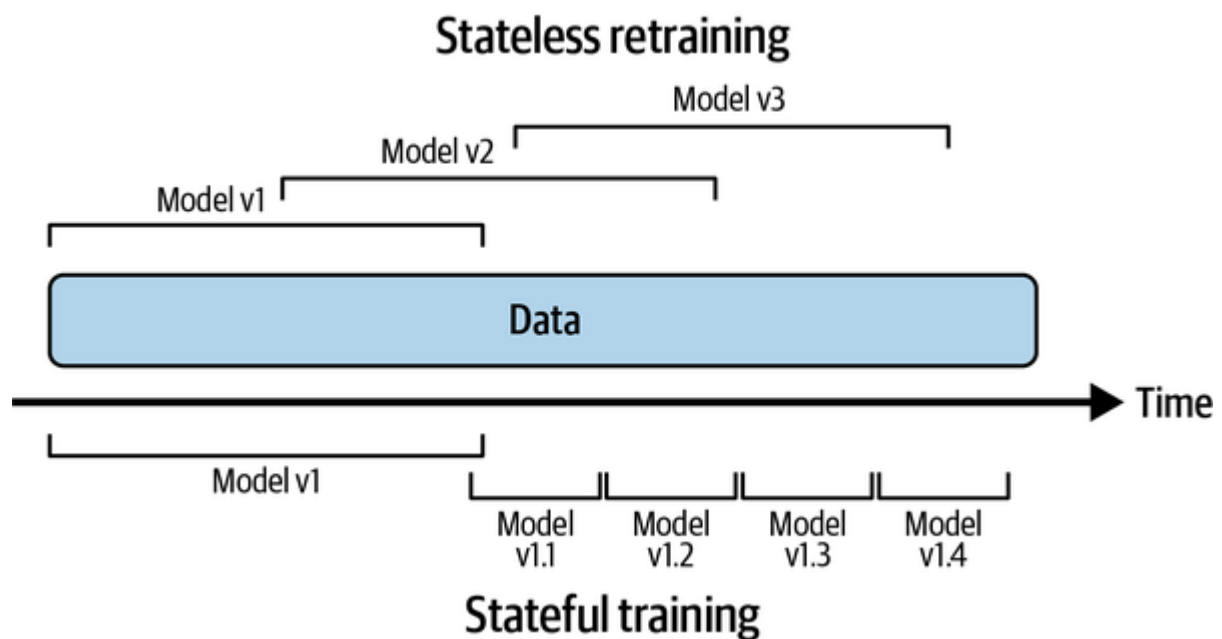 Stateless retraining
Model v3
Model v2
Model v1
Data
Time
Model v1
Model
v1.1
Model
v1.2
Model
v1.3
Model
v1.4
Stateful training